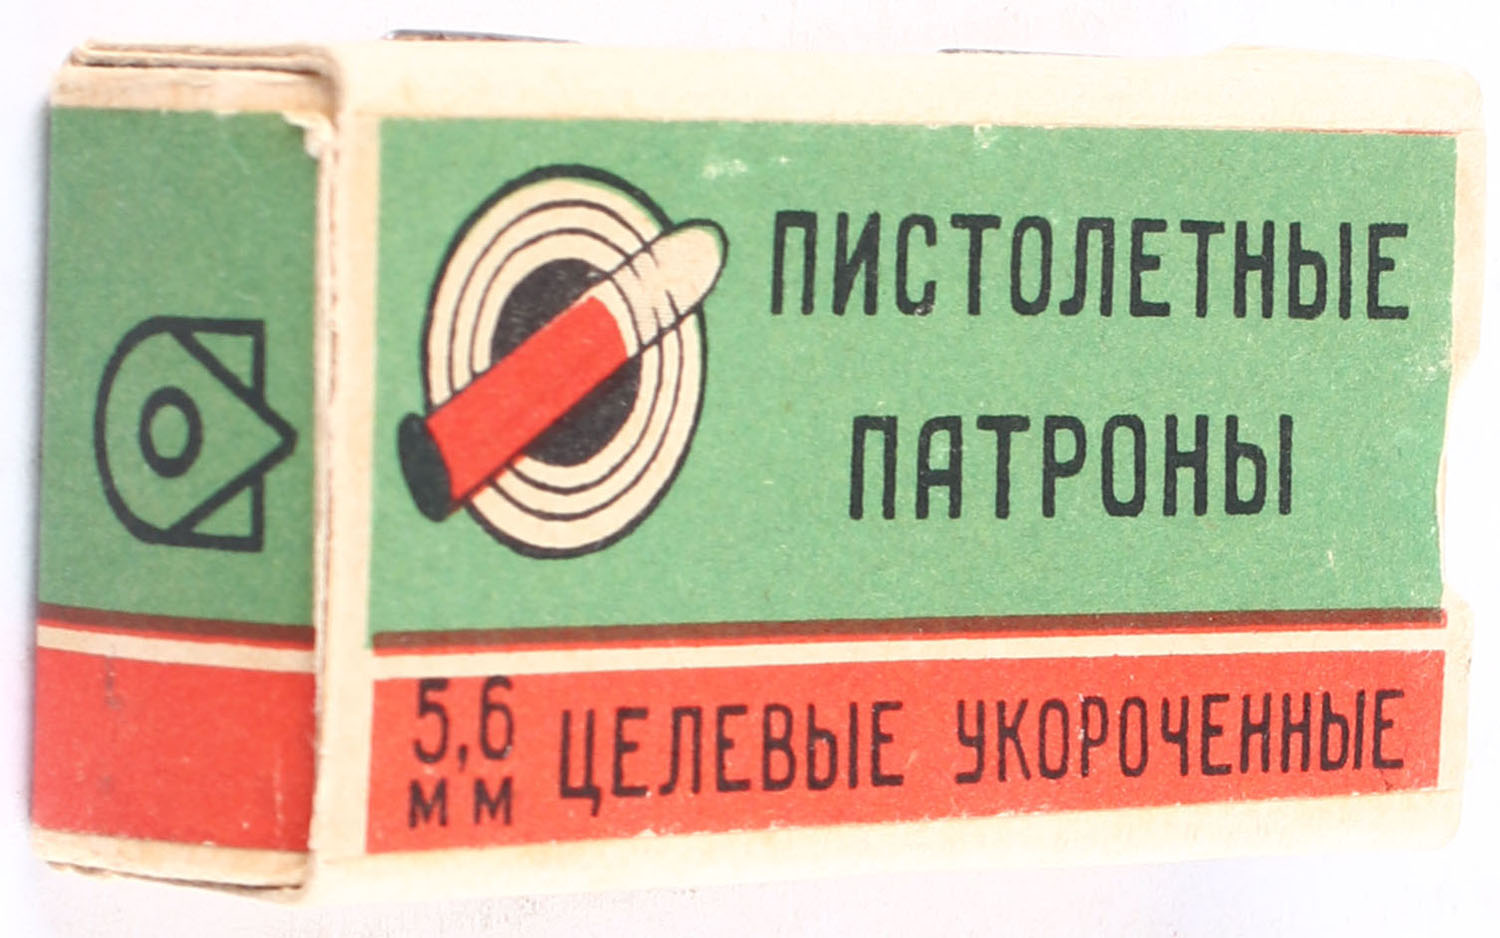 ПИСТОЛЕТНЫЕ
ПАТРОНЫ
5,6
мм
ЦЕЛЕВЫЕ УКОРОЧЕННЫЕ